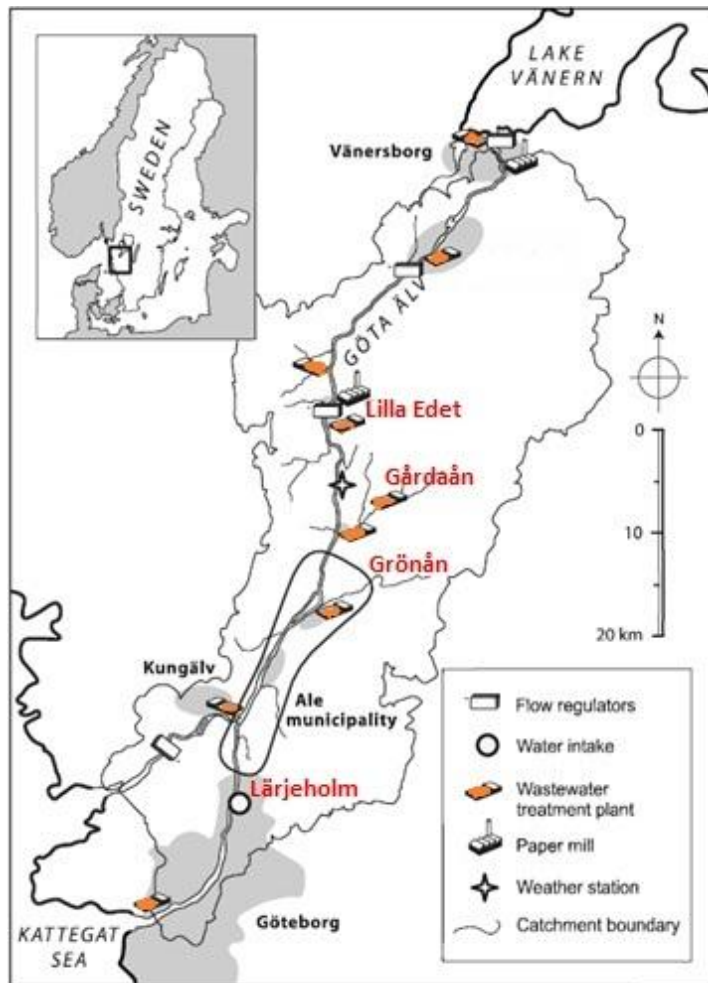 LAKE
VÄNERN
Vänersborg
SWEDEN
GÖTA ÄLV
N
Lilla Edet
0
Gårdaån
10
Grönån
20 km
Kungälv
Ale
municipality
Lärjeholm
Göteborg
KATTEGAT
SEA
Flow regulators
Water intake
Wastewater
treatment plant
Paper mill
Weather station
Catchment boundary